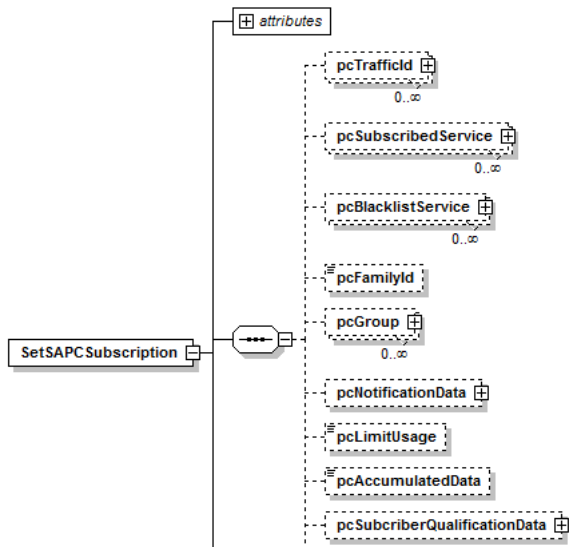 attributes
pcTrafficId
0..∞
pcSubscribedService
0..∞
pcBlacklistService
0..∞
pcFamilyId
pcGroup
0..∞
SetSAPCSubscription
pcNotificationData
pcLimitUsage
pcAccumulatedData
pcSubcriberQualificationData